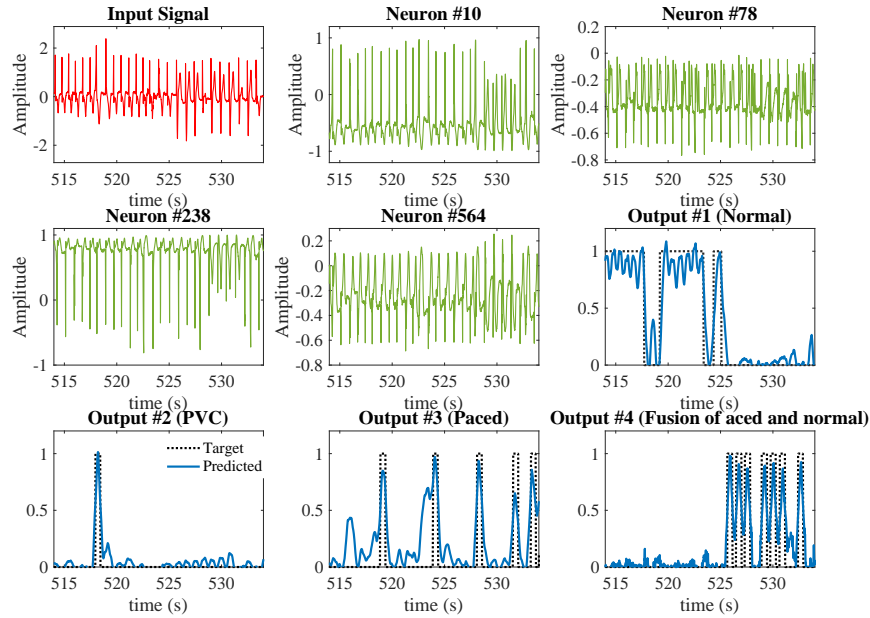 Input Signal
Amplitude
2
0
-2
515 520 525 530
time (s)
Neuron #10
Amplitude
1
0
-1
515 520 525 530
time (s)
Neuron #78
Amplitude
0
-0.2
-0.4
-0.6
-0.8
515 520 525 530
time (s)
Neuron #238
Amplitude
1
0
-1
515 520 525 530
time (s)
Neuron #564
Amplitude
0.2
0
-0.2
-0.4
-0.6
-0.8
515 520 525 530
time (s)
Output #1 (Normal)
1
0.5
0
515 520 525 530
time (s)
Output #2 (PVC)
Target
Predicted
1
0.5
0
515 520 525 530
time (s)
Output #3 (Paced)
1
0.5
0
515 520 525 530
time (s)
Output #4 (Fusion of aced and normal)
1
0.5
0
515 520 525 530
time (s)